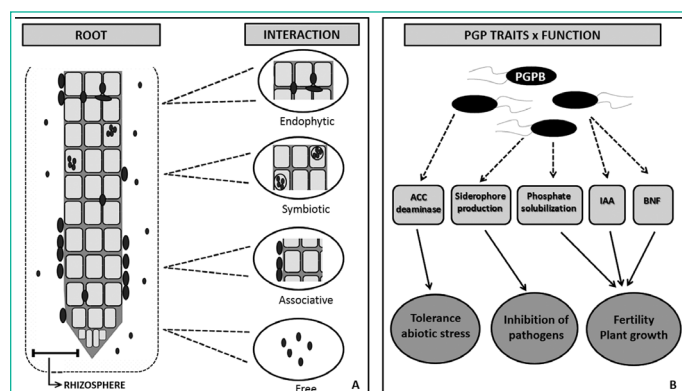 ROOT
INTERACTION
Endophytic
Symbiotic
Associative
Free
RHIZOSPHERE
A
PGP TRAITS x FUNCTION
PGPB
ACC
deaminase
Siderophore
production
Phosphate
solubilization
IAA
BNF
Tolerance
abiotic stress
Inhibition of
pathogens
Fertility
Plant growth
B